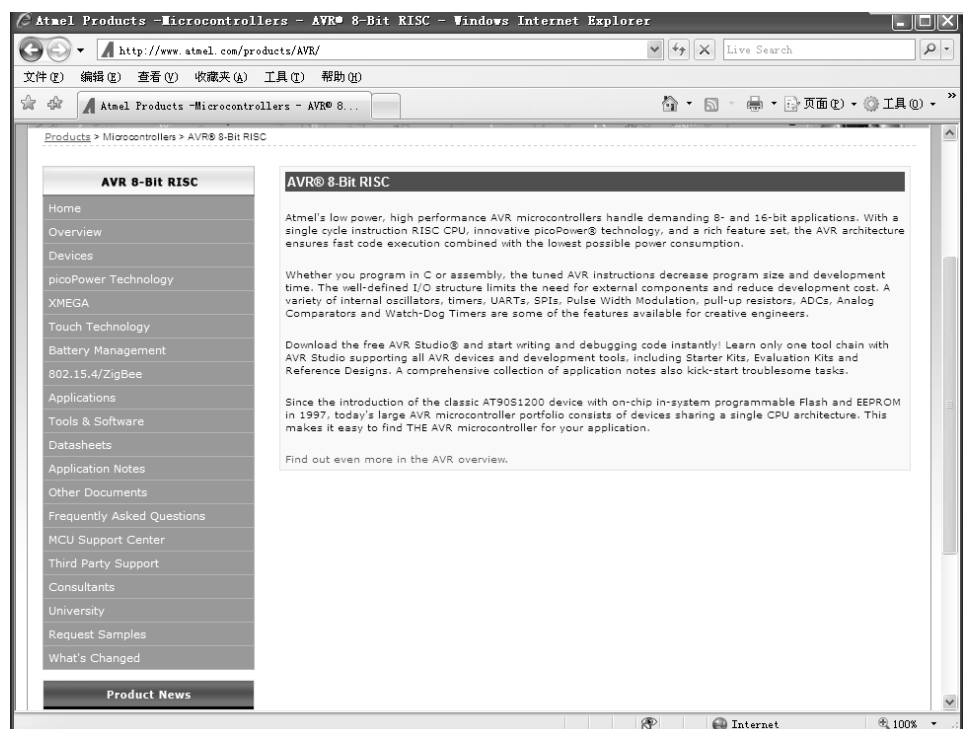 Atmel Products -Microcontrollers - AVR® 8-Bit RISC - Windows Internet Explorer
http://www.atmel.com/products/AVR/
Live Search
文件(F) 编辑(E) 查看(V) 收藏夹(A) 工具(T) 帮助(H)
Atmel Products -Microcontrollers - AVR® 8...
页面(P) 工具(O) »
Products > Microcontrollers > AVR® 8-Bit RISC
AVR 8-Bit RISC
Home
Overview
Devices
picoPower Technology
XMEGA
Touch Technology
Battery Management
802.15.4/ZigBee
Applications
Tools & Software
Datasheets
Application Notes
Other Documents
Frequently Asked Questions
MCU Support Center
Third Party Support
Consultants
University
Request Samples
What's Changed
Product News
AVR® 8-Bit RISC
Atmel's low power, high performance AVR microcontrollers handle demanding 8- and 16-bit applications. With a
single cycle instruction RISC CPU, innovative picoPower® technology, and a rich feature set, the AVR architecture
ensures fast code execution combined with the lowest possible power consumption.
Whether you program in C or assembly, the tuned AVR instructions decrease program size and development
time. The well-defined I/O structure limits the need for external components and reduce development cost. A
variety of internal oscillators, timers, UARTs, SPIs, Pulse Width Modulation, pull-up resistors, ADCs, Analog
Comparators and Watch-Dog Timers are some of the features available for creative engineers.
Download the free AVR Studio® and start writing and debugging code instantly! Learn only one tool chain with
AVR Studio supporting all AVR devices and development tools, including Starter Kits, Evaluation Kits and
Reference Designs. A comprehensive collection of application notes also kick-start troublesome tasks.
Since the introduction of the classic AT90S1200 device with on-chip in-system programmable Flash and EEPROM
in 1997, today's large AVR microcontroller portfolio consists of devices sharing a single CPU architecture. This
makes it easy to find THE AVR microcontroller for your application.
Find out even more in the AVR overview.
Internet
100%